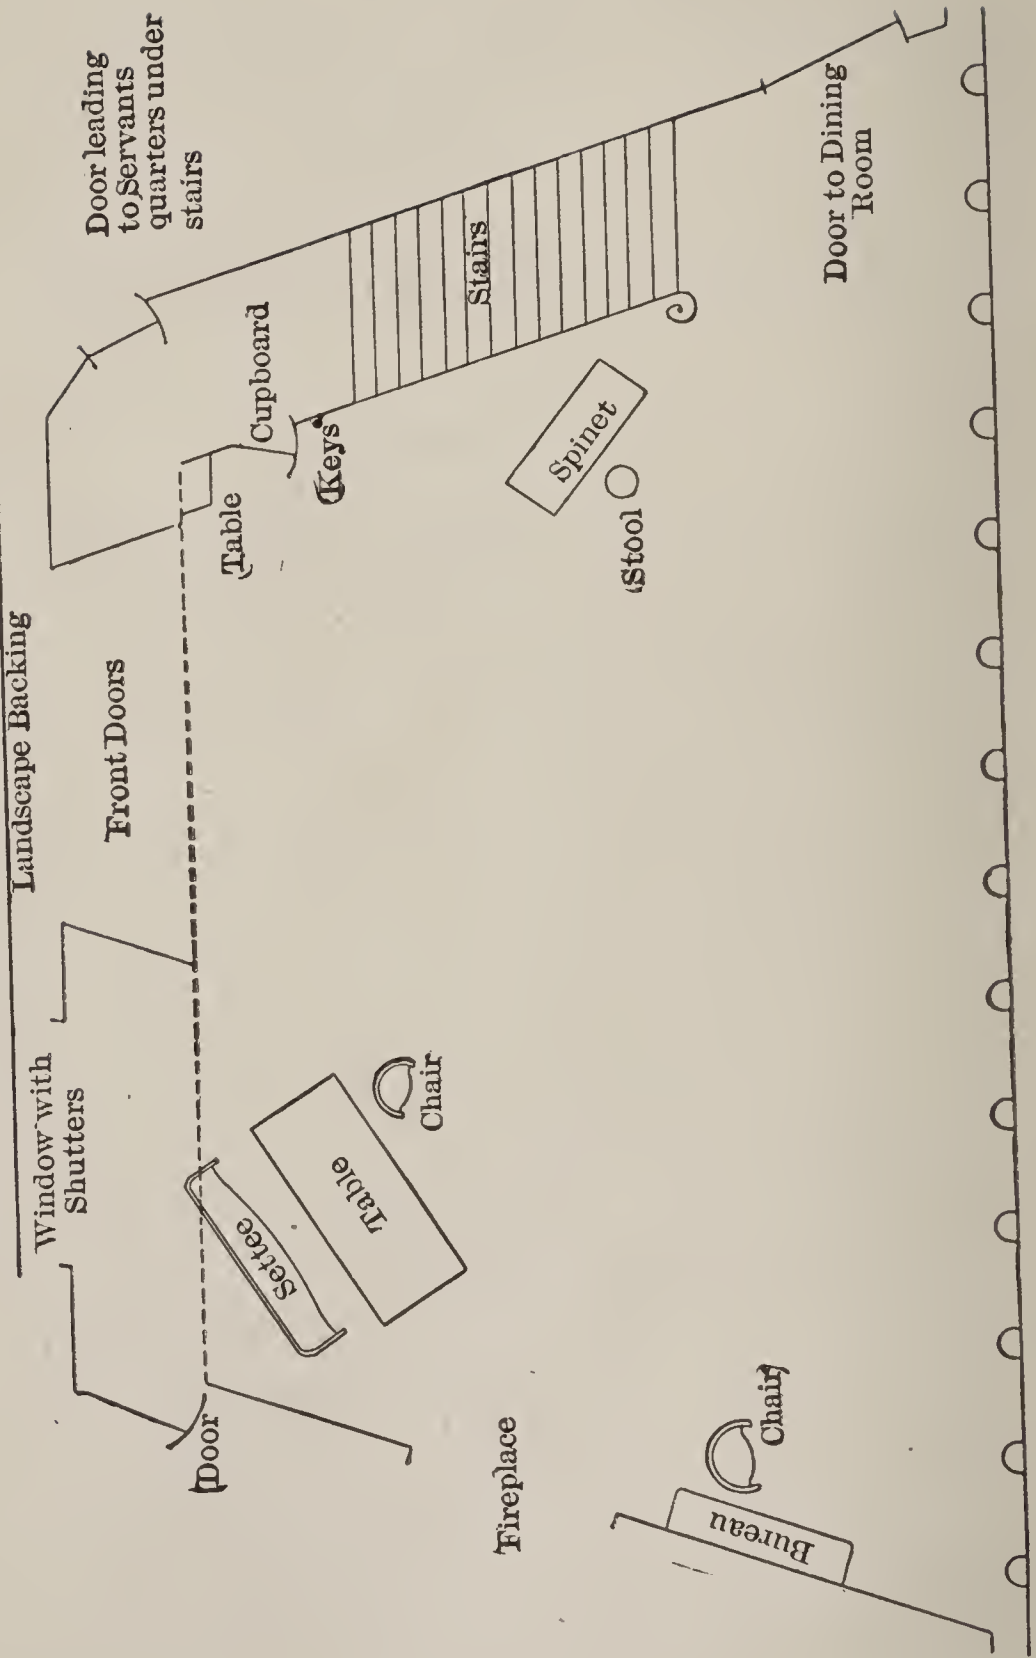 Landscape Backing
Window with
Shutters
Front Doors
Door leading
to Servants
quarters under
stairs
Door
Settee
Table
Chair
Table
Cupboard
Keys
Stairs
Fireplace
Spinet
Stool
Bureau
Chair
Door to Dining
Room